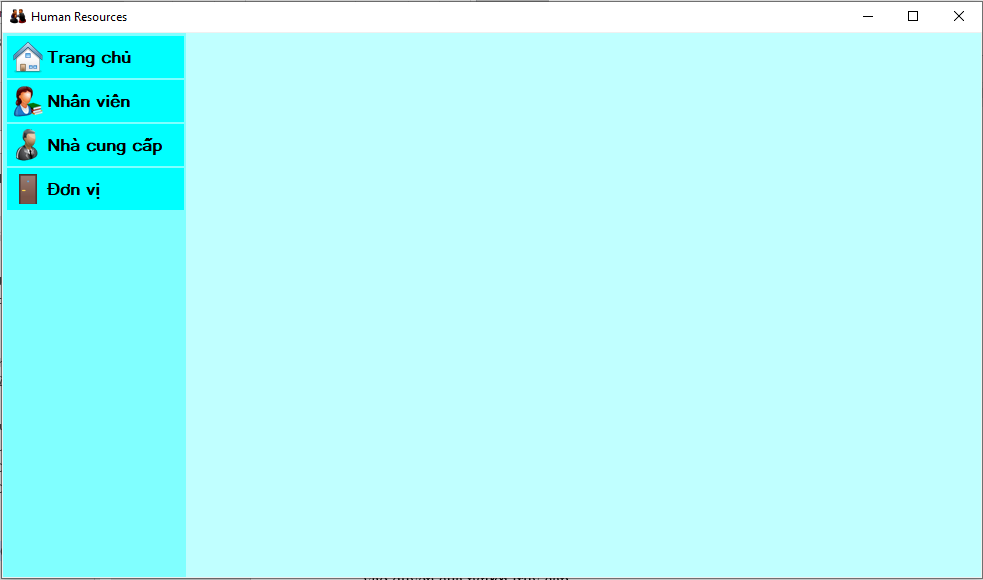 Human Resources
Trang chủ
Nhân viên
Nhà cung cấp
Đơn vị